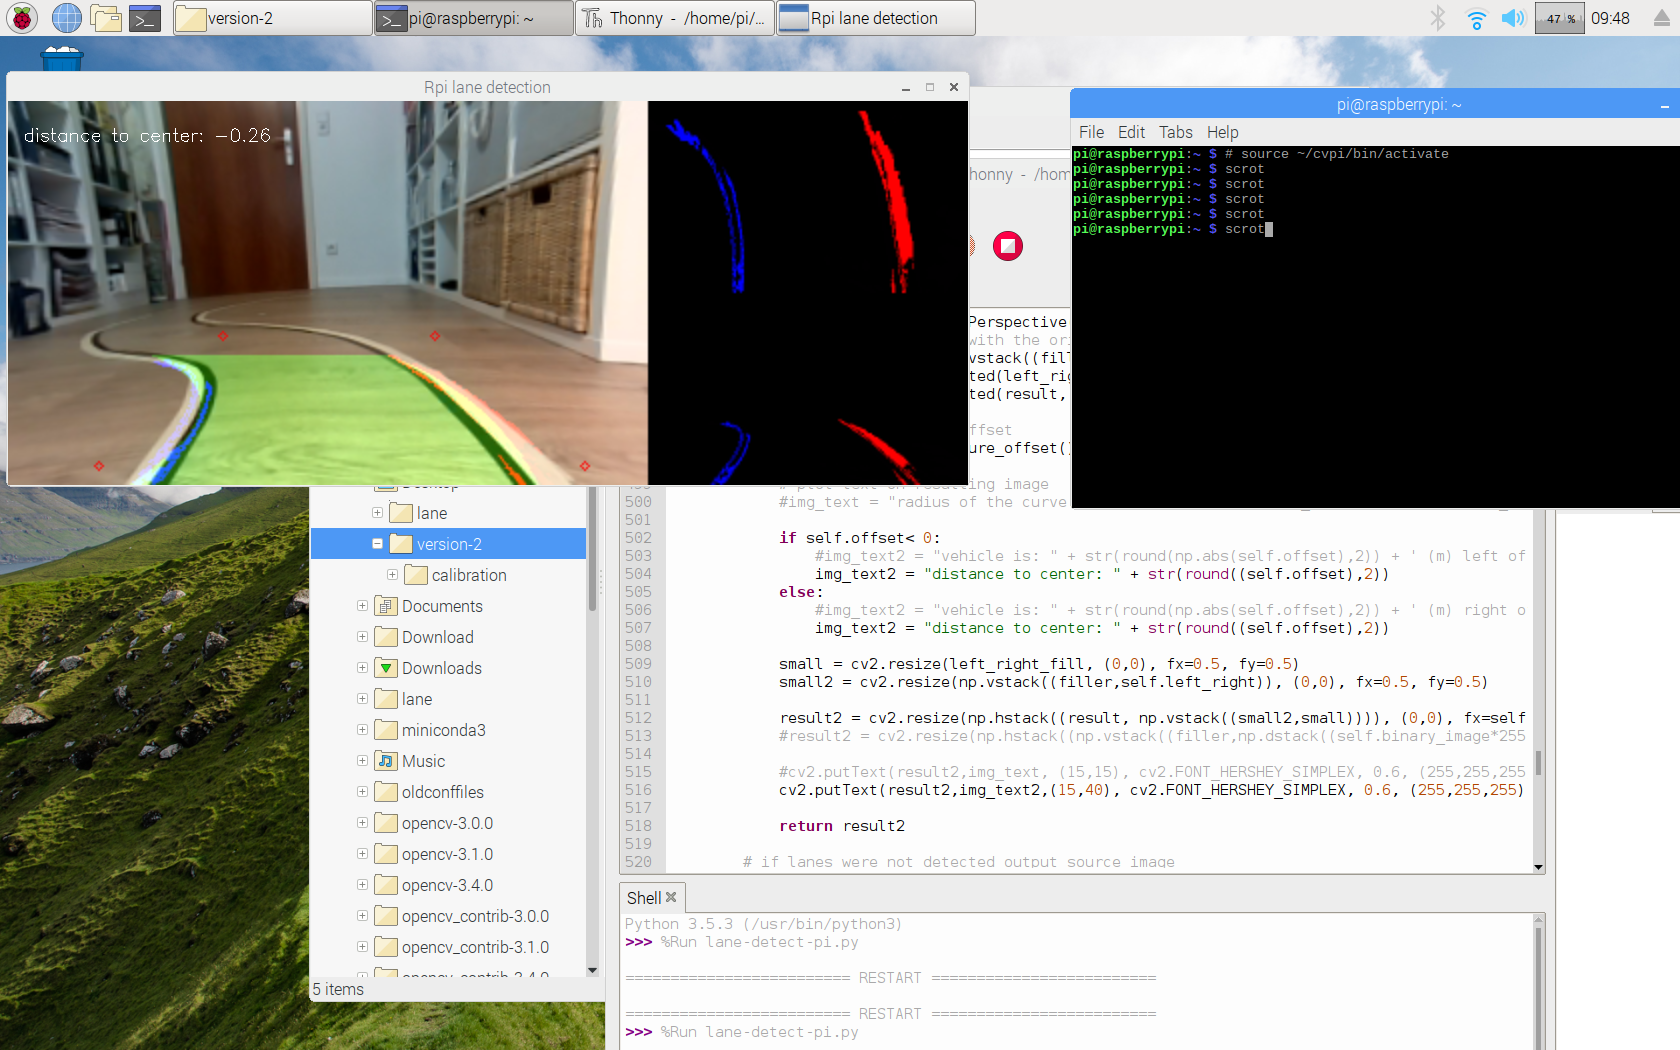 version-2
pi@raspberrypi: ~
Thonny - /home/pi/...
Rpi lane detection
47 %
09:48
Rpi lane detection
distance to center: -0.26
pi@raspberrypi: ~
File Edit Tabs Help
pi@raspberrypi:~ $ # source ~/cvpi/bin/activate
pi@raspberrypi:~ $ scrot
pi@raspberrypi:~ $ scrot
pi@raspberrypi:~ $ scrot
pi@raspberrypi:~ $ scrot
pi@raspberrypi:~ $ scrot
honny - /hom
Perspective
with the ori
vstack((fill
ted(left_rig
ted(result,
ffset
ure_offset()
lane
version-2
calibration
Documents
Download
Downloads
lane
miniconda3
Music
oldconffiles
opencv-3.0.0
opencv-3.1.0
opencv-3.4.0
opencv_contrib-3.0.0
opencv_contrib-3.1.0
5 items
ing image
500 #img_text = "radius of the curve
501
502 if self.offset< 0:
503 #img_text2 = "vehicle is: " + str(round(np.abs(self.offset),2)) + ' (m) left of
504 img_text2 = "distance to center: " + str(round((self.offset),2))
505 else:
506 #img_text2 = "vehicle is: " + str(round(np.abs(self.offset),2)) + ' (m) right o
507 img_text2 = "distance to center: " + str(round((self.offset),2))
508
509 small = cv2.resize(left_right_fill, (0,0), fx=0.5, fy=0.5)
510 small2 = cv2.resize(np.vstack((filler,self.left_right)), (0,0), fx=0.5, fy=0.5)
511
512 result2 = cv2.resize(np.hstack((result, np.vstack((small2,small)))), (0,0), fx=self
513 #result2 = cv2.resize(np.hstack((np.vstack((filler,np.dstack((self.binary_image*255
514
515 #cv2.putText(result2,img_text, (15,15), cv2.FONT_HERSHEY_SIMPLEX, 0.6, (255,255,255
516 cv2.putText(result2,img_text2,(15,40), cv2.FONT_HERSHEY_SIMPLEX, 0.6, (255,255,255)
517
518 return result2
519
520 # if lanes were not detected output source image
Shell
Python 3.5.3 (/usr/bin/python3)
>>> %Run lane-detect-pi.py
========================= RESTART =========================
========================= RESTART =========================
>>> %Run lane-detect-pi.py